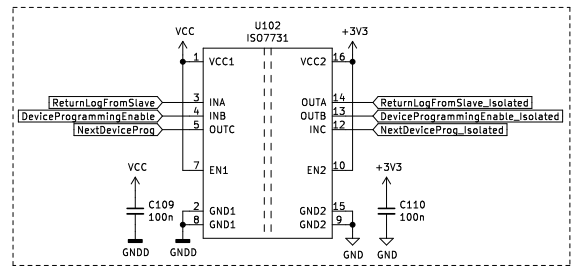 U102
ISO7731
VCC
+3V3
1 VCC1 VCC2 16
ReturnLogFromSlave 3 INA OUTA 14 ReturnLogFromSlave_Isolated
DeviceProgrammingEnable 4 INB OUTB 13 DeviceProgrammingEnable_Isolated
NextDeviceProg 5 OUTC INC 12 NextDeviceProg_Isolated
VCC 7 EN1 EN2 10 +3V3
C109
100n
2 GND1 GND2 15
8 GND1 GND2 9
C110
100n
GNDD GNDD GND GND